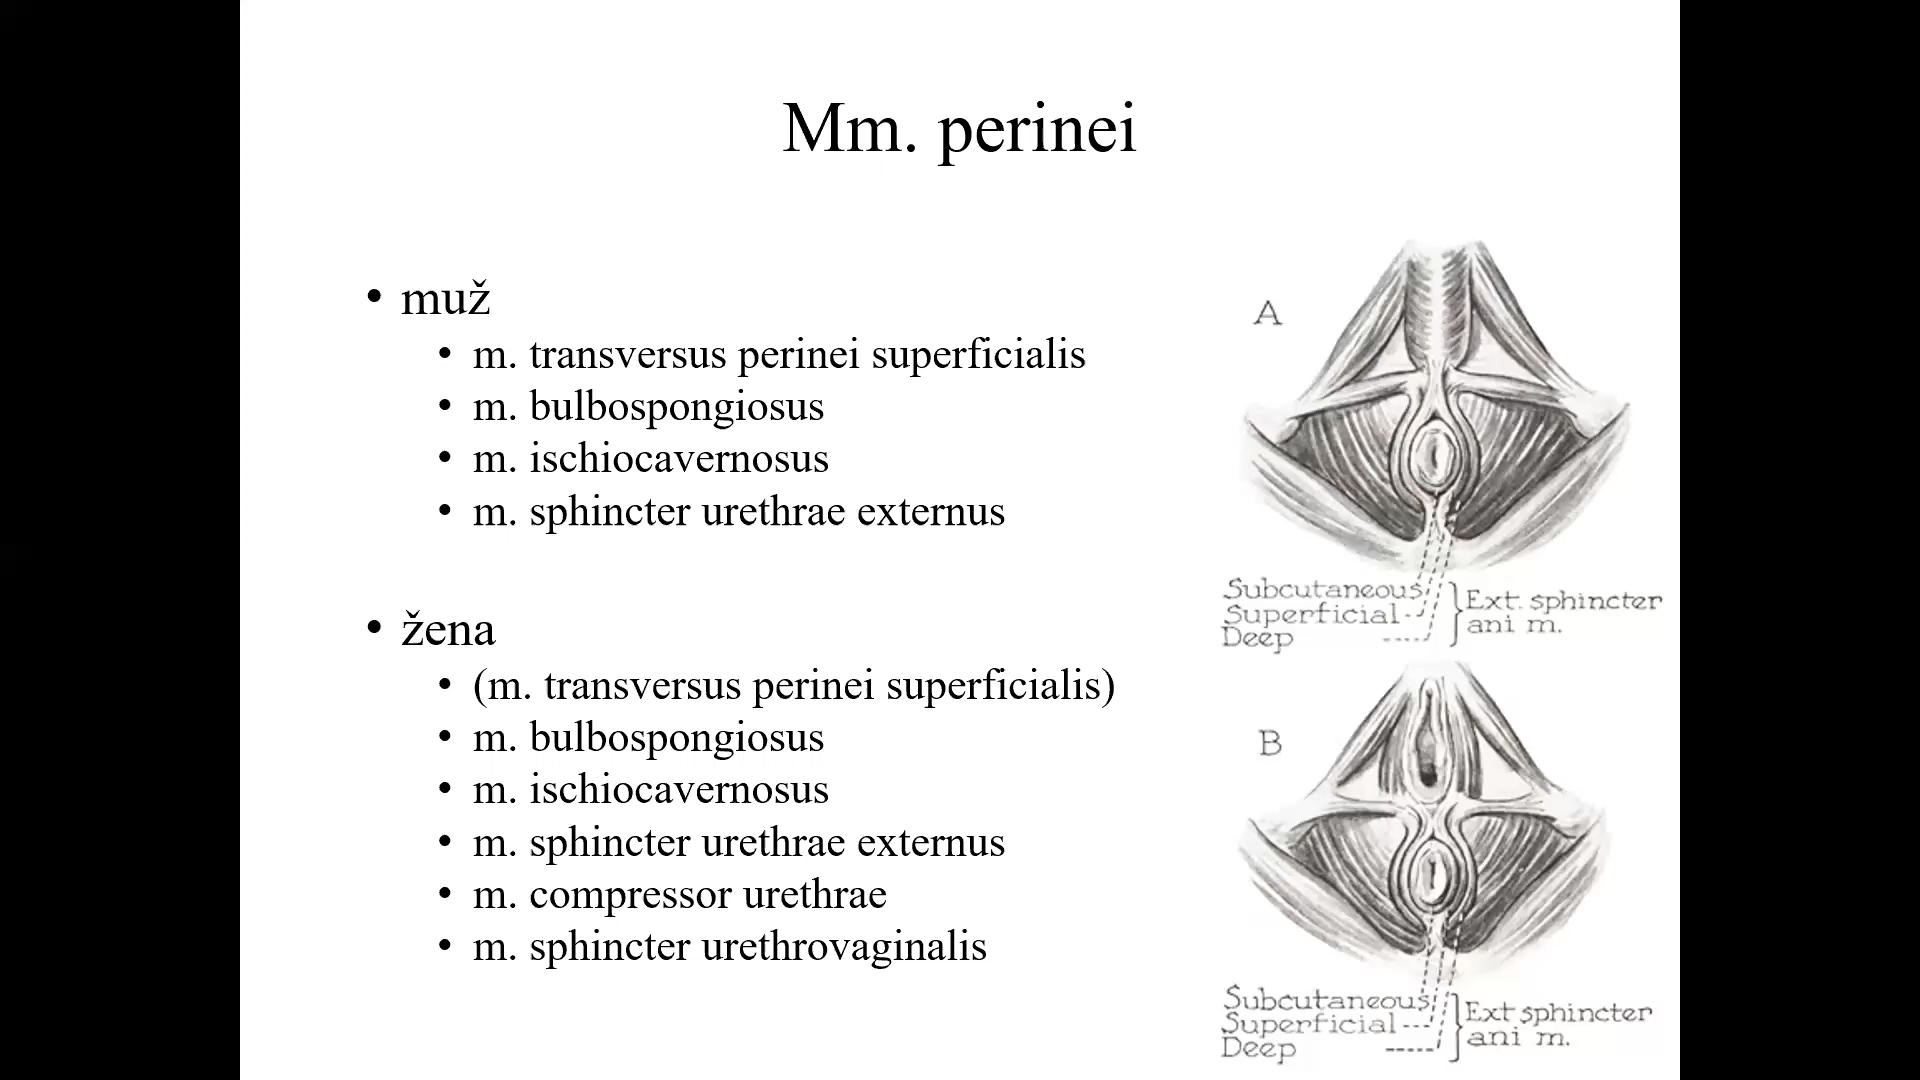 Mm. perinei
• muž
• m. transversus perinei superficialis
• m. bulbospongiosus
• m. ischiocavernosus
• m. sphincter urethrae externus
• žena
• (m. transversus perinei superficialis)
• m. bulbospongiosus
• m. ischiocavernosus
• m. sphincter urethrae externus
• m. compressor urethrae
• m. sphincter urethrovaginalis
A
Subcutaneous
Superficial
Deep
Ext. sphincter
ani m.
B
Subcutaneous
Superficial
Deep
Ext sphincter
ani m.